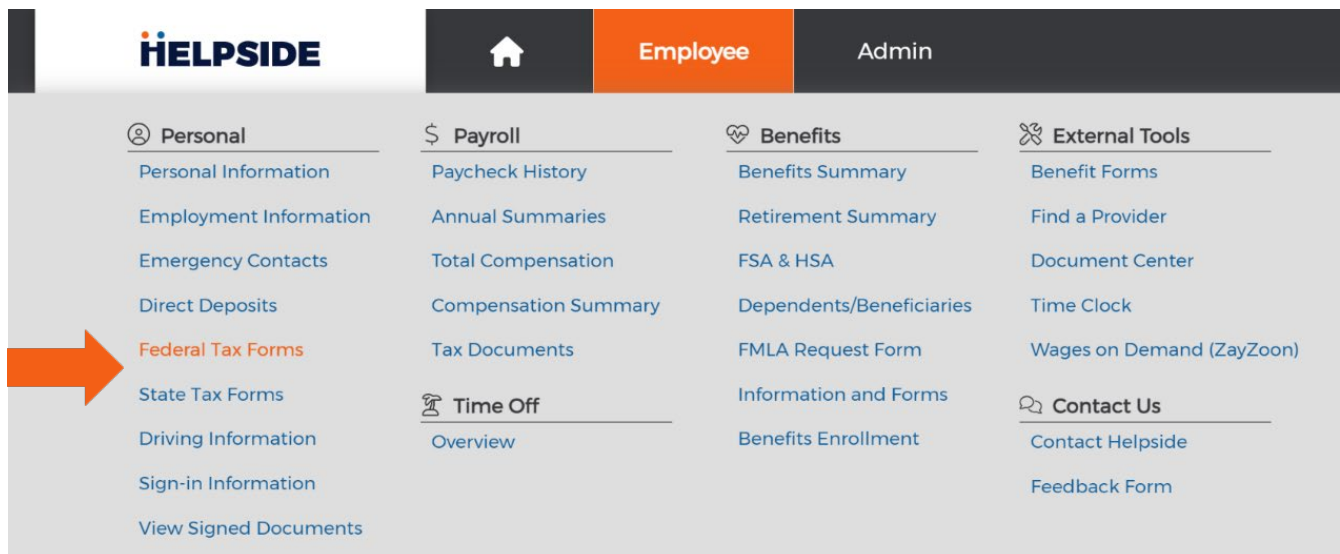 HELPSIDE
Employee
Admin
Personal
Personal Information
Employment Information
Emergency Contacts
Direct Deposits
Federal Tax Forms
State Tax Forms
Driving Information
Sign-in Information
View Signed Documents
$ Payroll
Paycheck History
Annual Summaries
Total Compensation
Compensation Summary
Tax Documents
Time Off
Overview
Benefits
Benefits Summary
Retirement Summary
FSA & HSA
Dependents/Beneficiaries
FMLA Request Form
Information and Forms
Benefits Enrollment
External Tools
Benefit Forms
Find a Provider
Document Center
Time Clock
Wages on Demand (ZayZoon)
Contact Us
Contact Helpside
Feedback Form